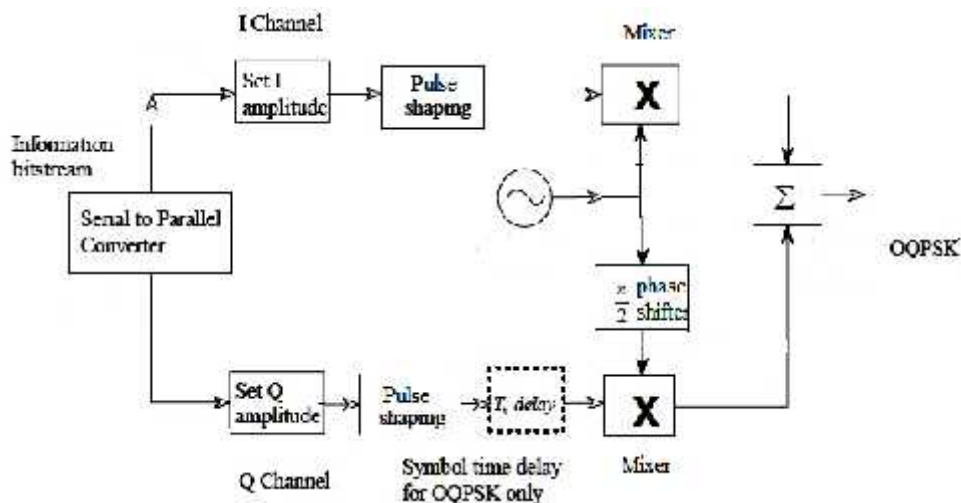 I Channel
Mixer
Set I
amplitude
Pulse
shaping
X
Information
bitstream
Serial to Parallel
Converter
Σ
OQPSK
π/2 phase
shifter
Set Q
amplitude
Pulse
shaping
delay
X
Q Channel
Symbol time delay
for OQPSK only
Mixer